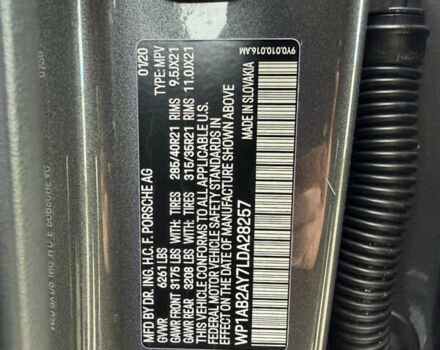 MFD BY DR. ING. H.C. F. PORSCHE AG 01/20
GVWR 6261 LBS TYPE: MPV
GAWR FRONT 3175 LBS WITH TIRES 285/40R21 RIMS 9.5JX21
GAWR REAR 3208 LBS WITH TIRES 315/35R21 RIMS 11.0JX21
THIS VEHICLE CONFORMS TO ALL APPLICABLE U.S.
FEDERAL MOTOR VEHICLE SAFETY STANDARDS IN
EFFECT ON THE DATE OF MANUFACTURE SHOWN ABOVE
WP1AB2AY7LDA28257 MADE IN SLOVAKIA
9Y0.010.016.AM